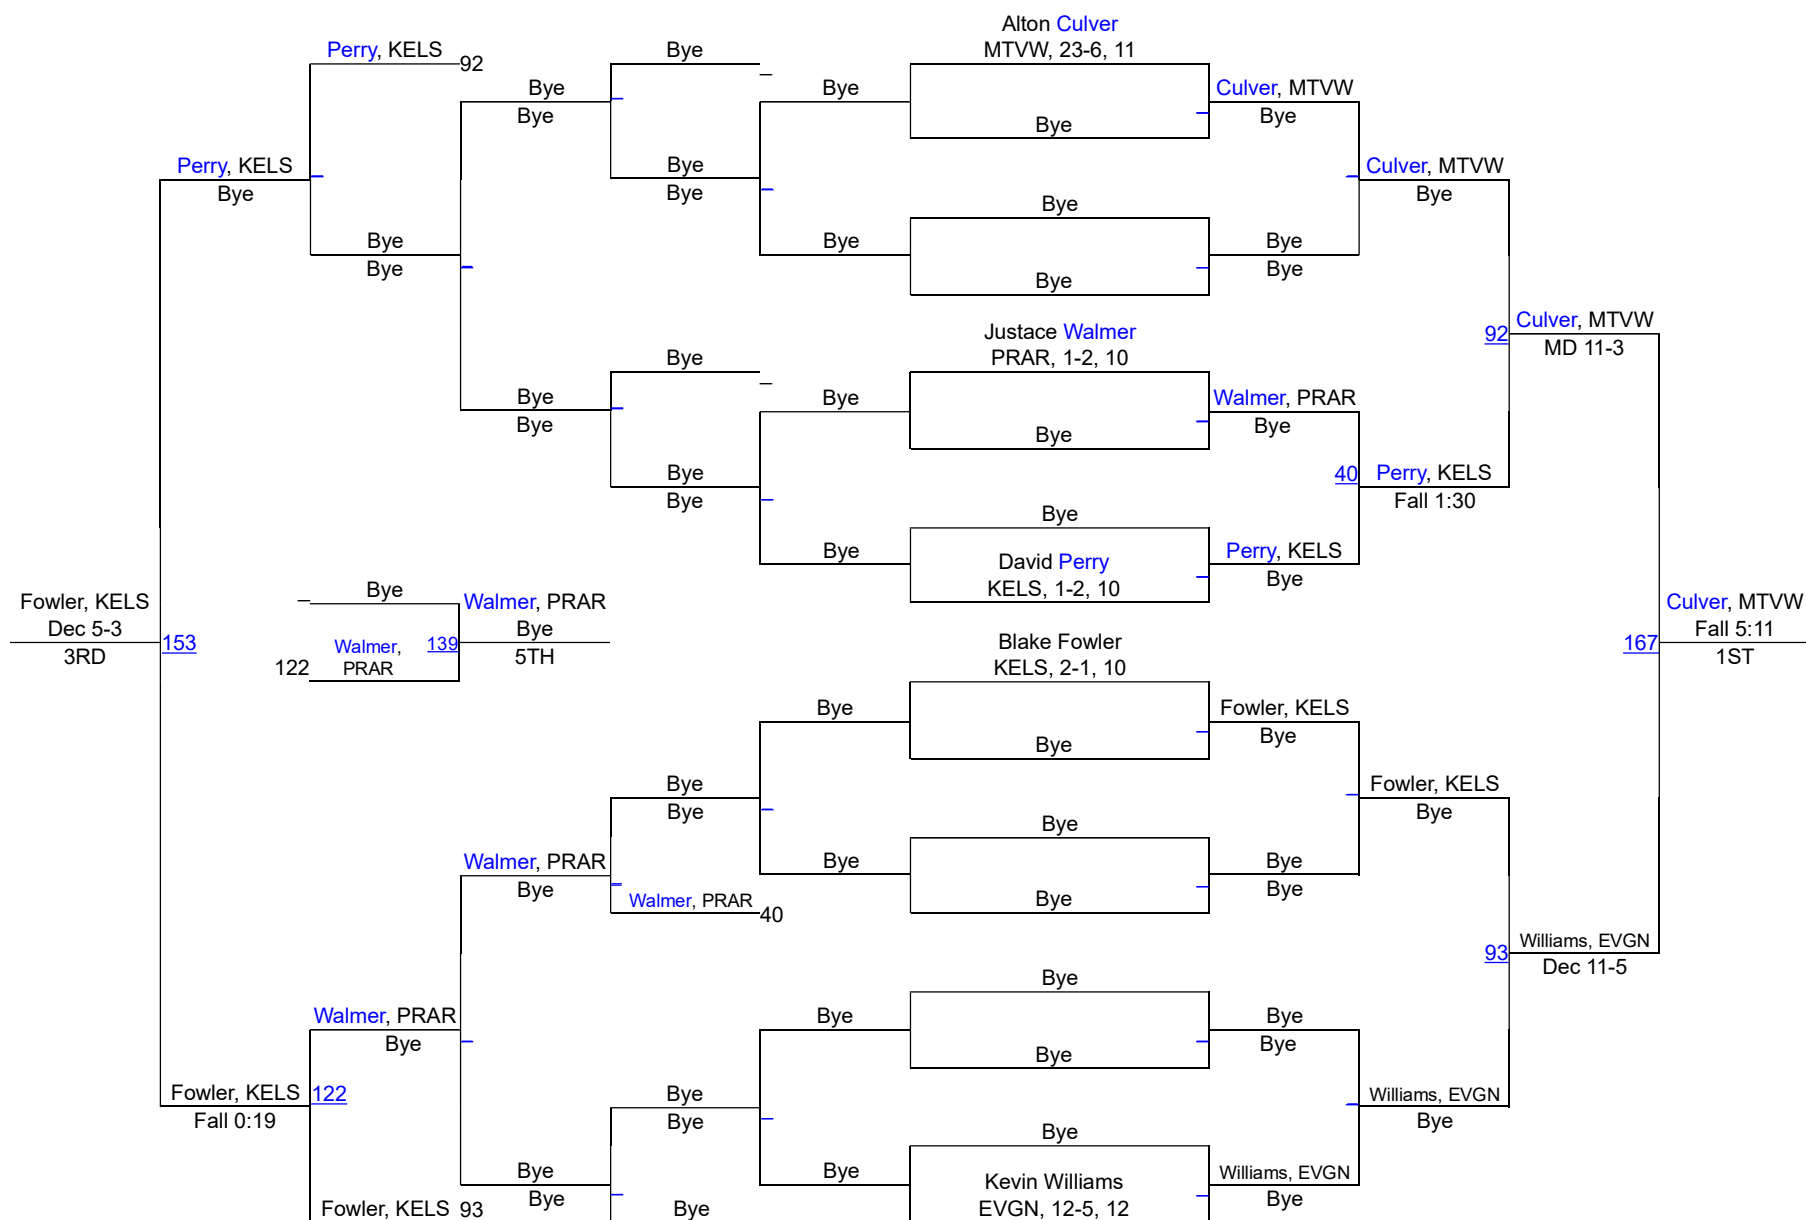 Alton Culver
Perry, KELS
92
Bye
MTVW, 23-6, 11
Bye
Bye
Culver, MTVW
Bye
Bye
Bye
Perry, KELS
Bye
Bye
Culver, MTVW
Bye
Bye
Bye
Bye
Bye
Bye
Bye
Bye
Bye
Bye
Justace Walmer
92
Culver, MTVW
Bye
PRAR, 1-2, 10
MD 11-3
Bye
Bye
Walmer, PRAR
Bye
Bye
Bye
Bye
40
Perry, KELS
Bye
Fall 1:30
Bye
Bye
David Perry
Perry, KELS
Bye
KELS, 1-2, 10
Fowler, KELS
Bye
Walmer, PRAR
Culver, MTVW
Dec 5-3
Bye
Fall 5:11
153
Walmer,
139
Blake Fowler
167
3RD
122
PRAR
5TH
KELS, 2-1, 10
1ST
Bye
Fowler, KELS
Bye
Bye
Bye
Fowler, KELS
Bye
Bye
Bye
Walmer, PRAR
Bye
Bye
Bye
Bye
Walmer, PRAR
40
Bye
Williams, EVGN
93
Dec 11-5
Bye
Walmer, PRAR
Bye
Bye
Bye
Bye
Bye
Fowler, KELS
122
Bye
Williams, EVGN
Fall 0:19
Bye
Bye
Bye
Bye
Bye
Kevin Williams
Williams, EVGN
Bye
Bye
Fowler, KELS 93
Bye
EVGN, 12-5, 12